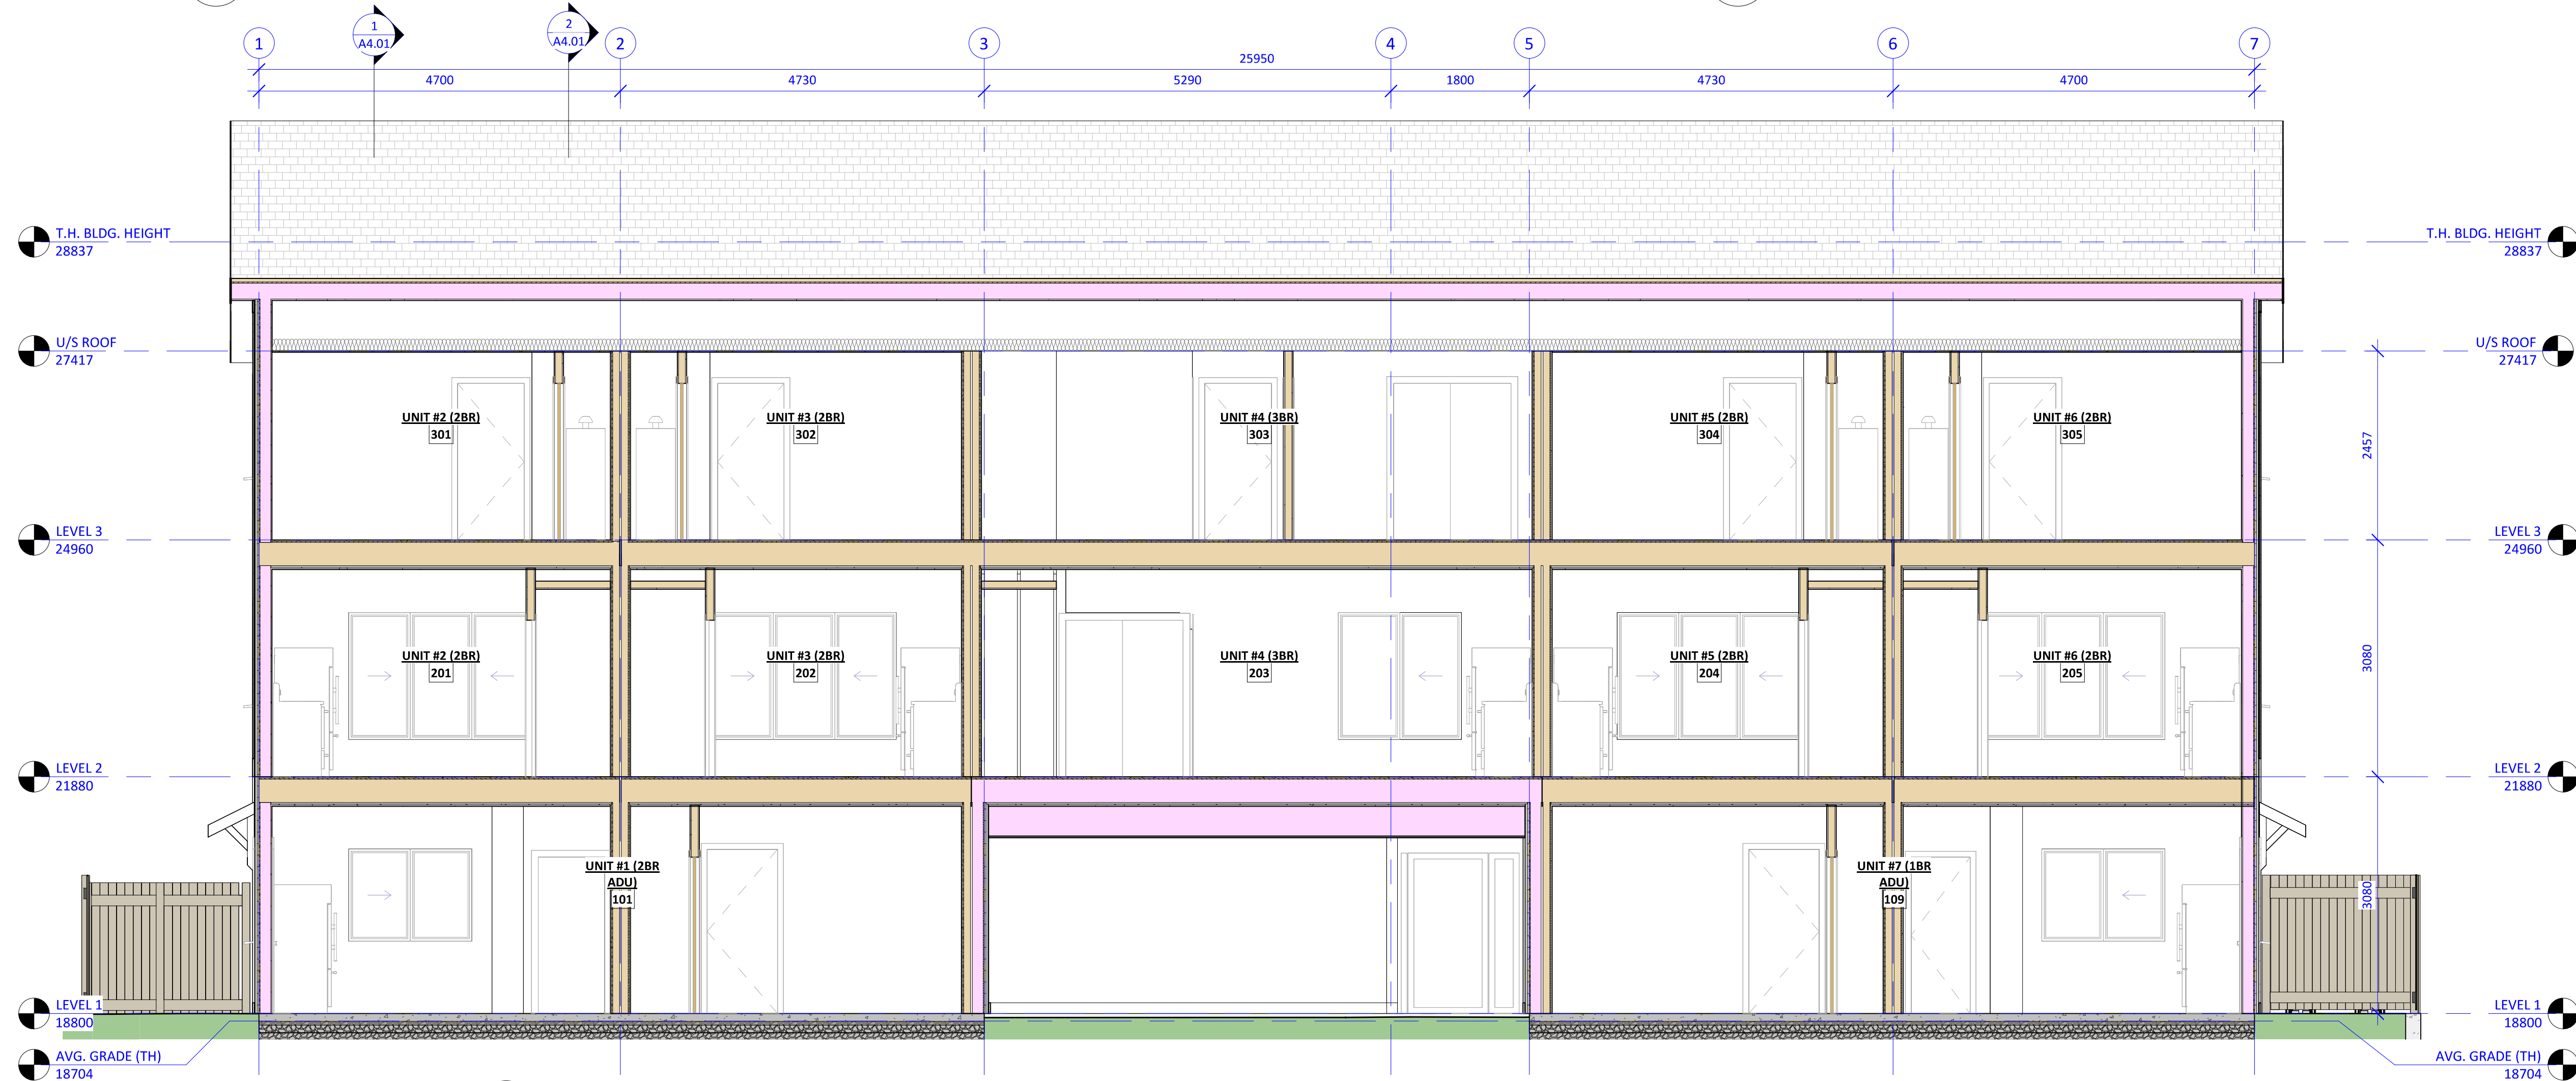 1
A4.01
2
A4.01
1
2
3
4
5
6
7
25950
4700
4730
5290
1800
4730
4700
T.H. BLDG. HEIGHT
28837
T.H. BLDG. HEIGHT
28837
U/S ROOF
27417
U/S ROOF
27417
UNIT #2 (2BR)
301
UNIT #3 (2BR)
302
UNIT #4 (3BR)
303
UNIT #5 (2BR)
304
UNIT #6 (2BR)
305
2457
LEVEL 3
24960
LEVEL 3
24960
UNIT #2 (2BR)
201
UNIT #3 (2BR)
202
UNIT #4 (3BR)
203
UNIT #5 (2BR)
204
UNIT #6 (2BR)
205
3080
LEVEL 2
21880
LEVEL 2
21880
UNIT #1 (2BR
ADU)
101
UNIT #7 (1BR
ADU)
109
3080
LEVEL 1
18800
LEVEL 1
18800
AVG. GRADE (TH)
18704
AVG. GRADE (TH)
18704